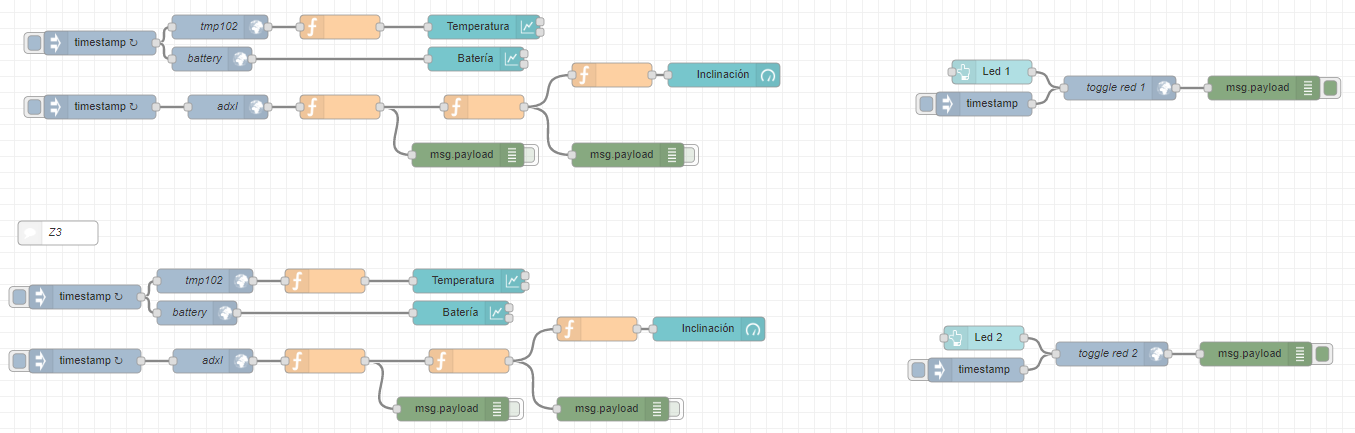 timestamp ↻
tmp102
Temperatura
battery
Batería
Inclinación
timestamp ↻
adxl
msg.payload
msg.payload
Led 1
timestamp
toggle red 1
msg.payload
Z3
timestamp ↻
tmp102
Temperatura
battery
Batería
Inclinación
timestamp ↻
adxl
msg.payload
msg.payload
Led 2
timestamp
toggle red 2
msg.payload